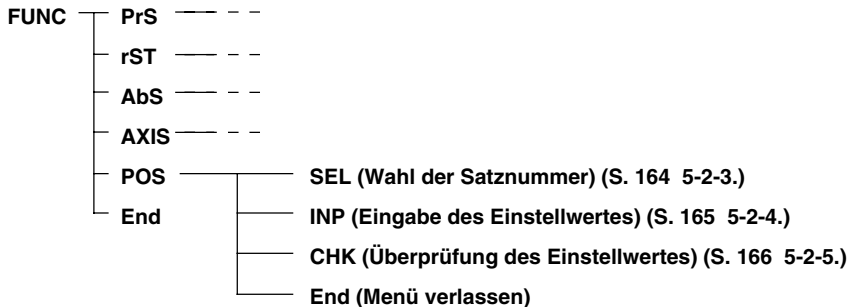 FUNC PrS
rST
AbS
AXIS
POS SEL (Wahl der Satznummer) (S. 164 5-2-3.)
End INP (Eingabe des Einstellwertes) (S. 165 5-2-4.)
CHK (Überprüfung des Einstellwertes) (S. 166 5-2-5.)
End (Menü verlassen)